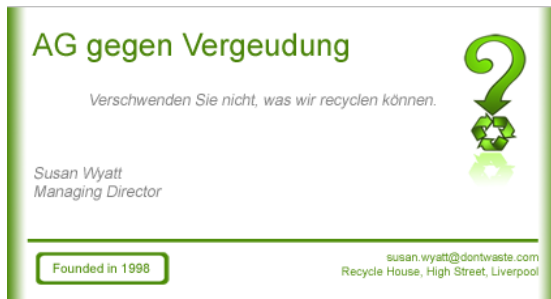 AG gegen Vergeudung
Verschwenden Sie nicht, was wir recyclen können.
Susan Wyatt
Managing Director
Founded in 1998
susan.wyatt@dontwaste.com
Recycle House, High Street, Liverpool